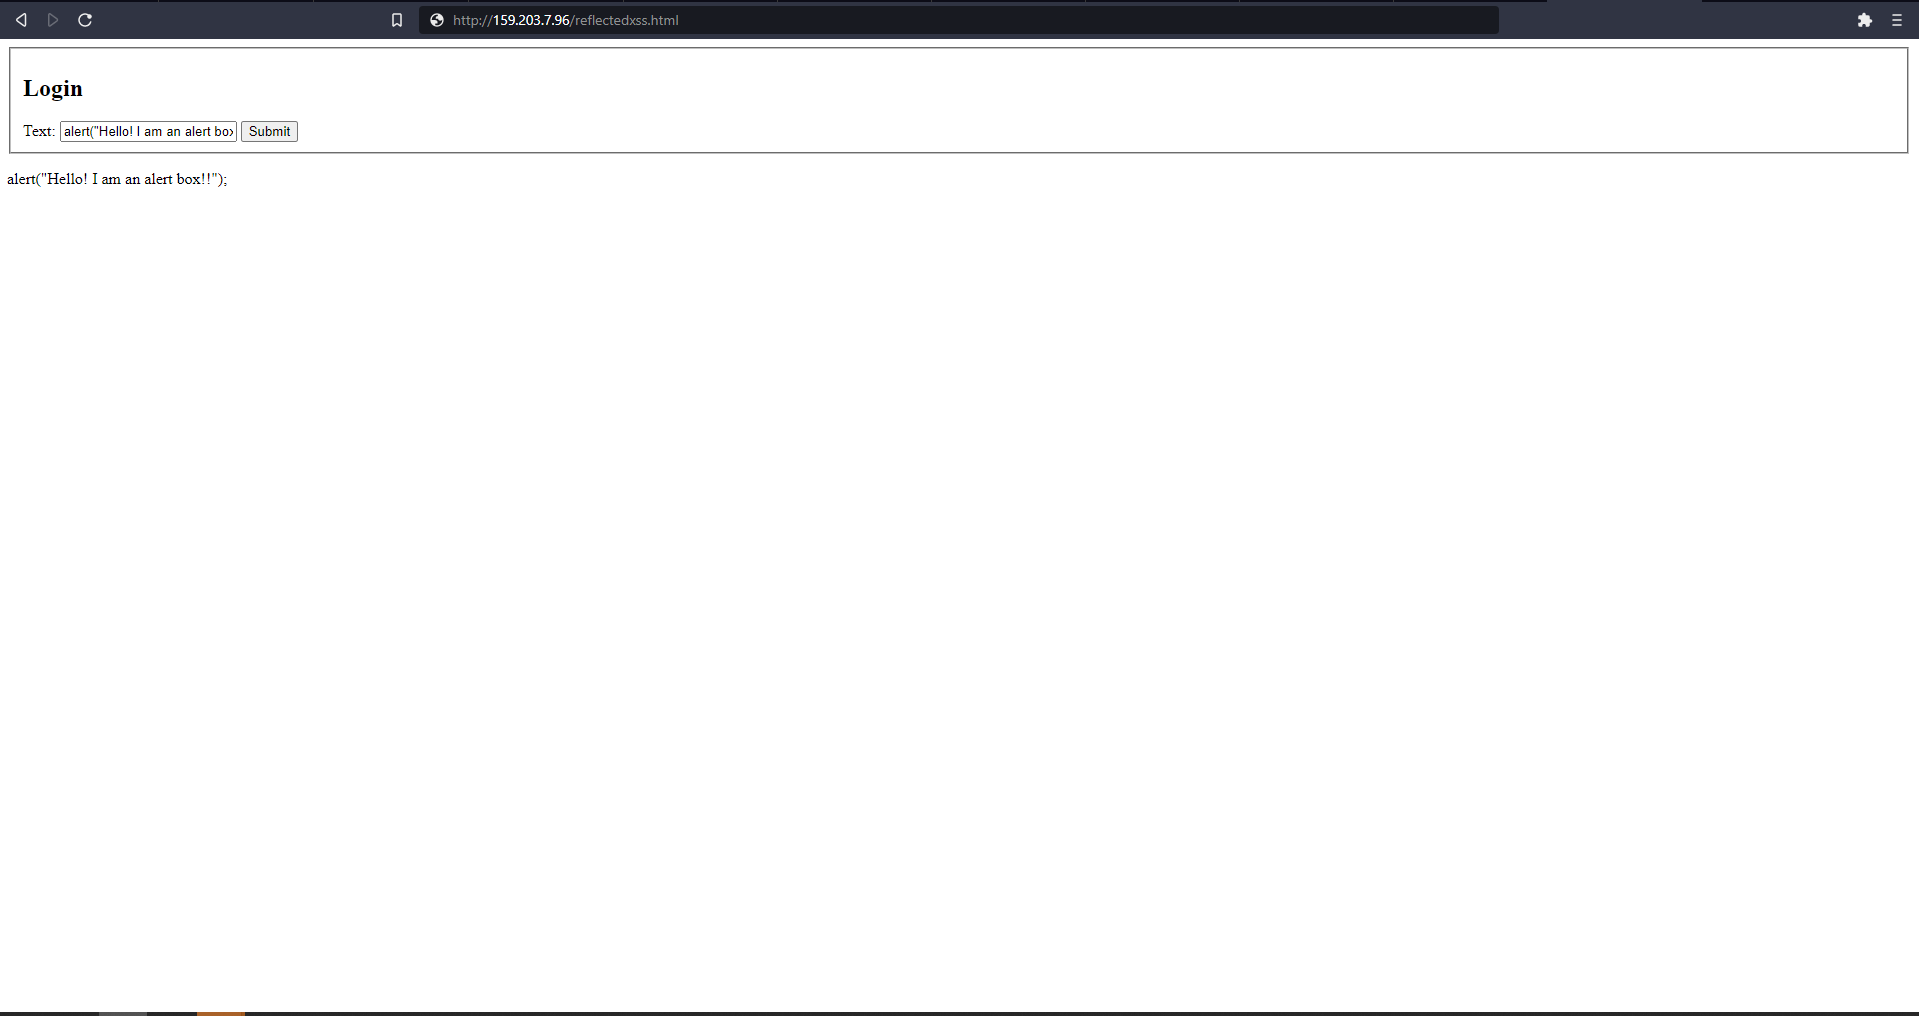 http://159.203.7.96/reflectedxss.html
Login
Text: alert("Hello! I am an alert box Submit
alert("Hello! I am an alert box!!");